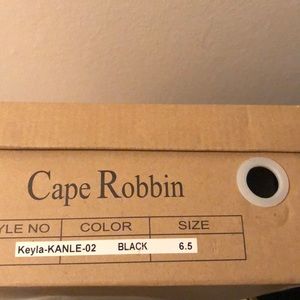 Cape Robbin
YLE NO COLOR SIZE
Keyla-KANLE-02 BLACK 6.5